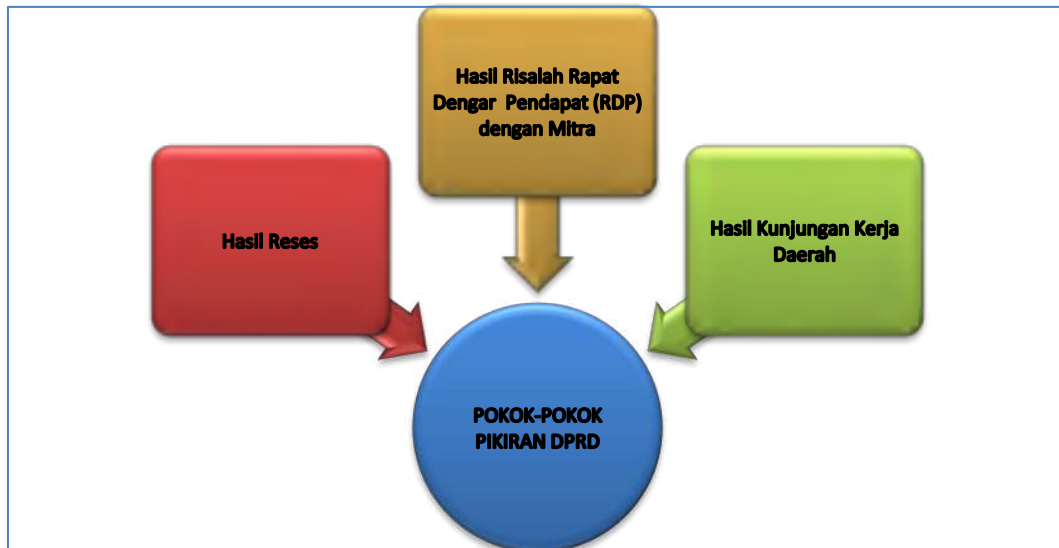 Hasil Risalah Rapat
Dengar Pendapat (RDP)
dengan Mitra
Hasil Reses
Hasil Kunjungan Kerja
Daerah
POKOK-POKOK
PIKIRAN DPRD